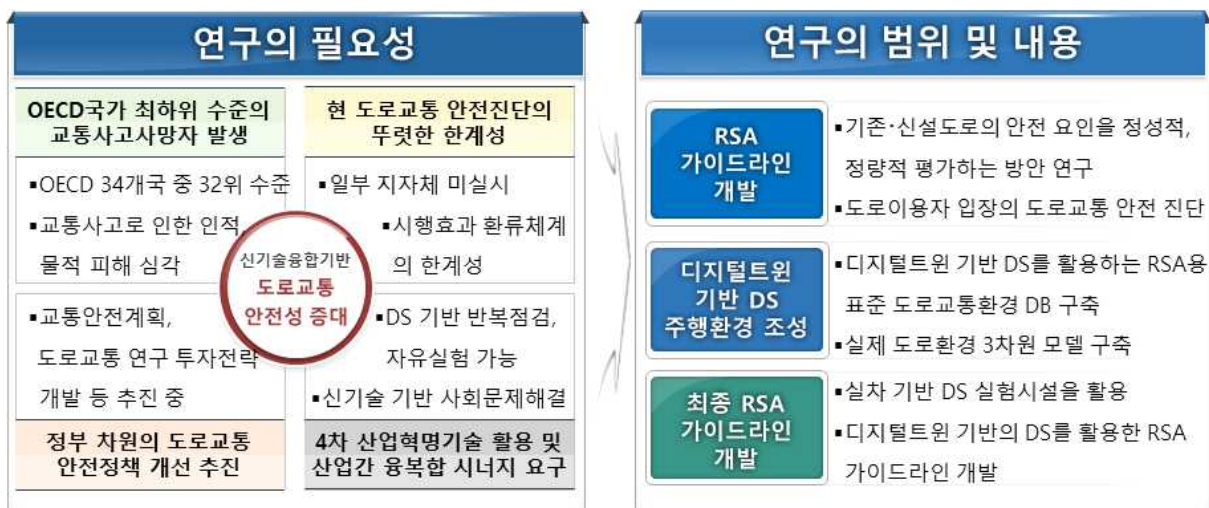 연구의 필요성
OECD국가 최하위 수준의
교통사고사망자 발생
▪OECD 34개국 중 32위 수준
▪교통사고로 인한 인적,
물적 피해 심각
현 도로교통 안전진단의
뚜렷한 한계성
▪일부 지자체 미실시
▪시행효과 환류체계
의 한계성
신기술융합기반
도로교통
안전성 증대
▪교통안전계획,
도로교통 연구 투자전략
개발 등 추진 중
정부 차원의 도로교통
안전정책 개선 추진
▪DS 기반 반복점검,
자유실험 가능
▪신기술 기반 사회문제해결
4차 산업혁명기술 활용 및
산업간 융복합 시너지 요구
연구의 범위 및 내용
RSA
가이드라인
개발
▪기존·신설도로의 안전 요인을 정성적,
정량적 평가하는 방안 연구
▪도로이용자 입장의 도로교통 안전 진단
디지털트윈
기반 DS
주행환경 조성
▪디지털트윈 기반 DS를 활용하는 RSA용
표준 도로교통환경 DB 구축
▪실제 도로환경 3차원 모델 구축
최종 RSA
가이드라인
개발
▪실차 기반 DS 실험시설을 활용
▪디지털트윈 기반의 DS를 활용한 RSA
가이드라인 개발